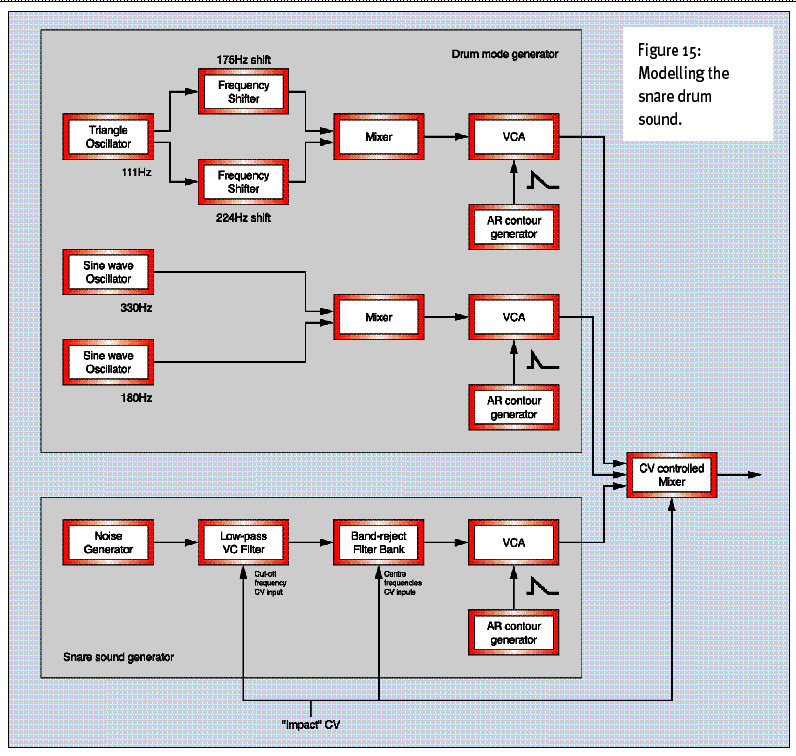 Figure 15:
Modelling the
snare drum
sound.
Drum mode generator
175Hz shift
Frequency
Shifter
Triangle
Oscillator
111Hz
Frequency
Shifter
224Hz shift
Mixer
VCA
AR contour
generator
Sine wave
Oscillator
330Hz
Sine wave
Oscillator
180Hz
Mixer
VCA
AR contour
generator
CV controlled
Mixer
Noise
Generator
Low-pass
VC Filter
Cut-off
frequency
CV input
Band-reject
Filter Bank
Centre
frequencies
CV inputs
VCA
AR contour
generator
Snare sound generator
"Impact" CV